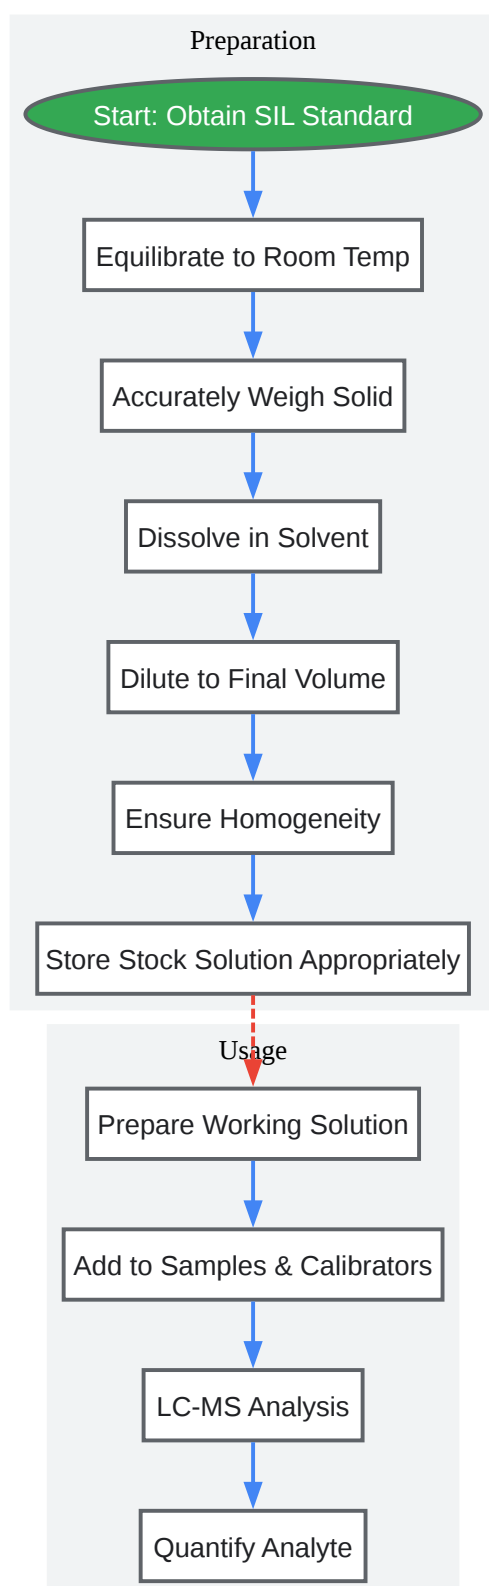 Preparation
Start: Obtain SIL Standard
Equilibrate to Room Temp
Accurately Weigh Solid
Dissolve in Solvent
Dilute to Final Volume
Ensure Homogeneity
Store Stock Solution Appropriately
Usage
Prepare Working Solution
Add to Samples & Calibrators
LC-MS Analysis
Quantify Analyte